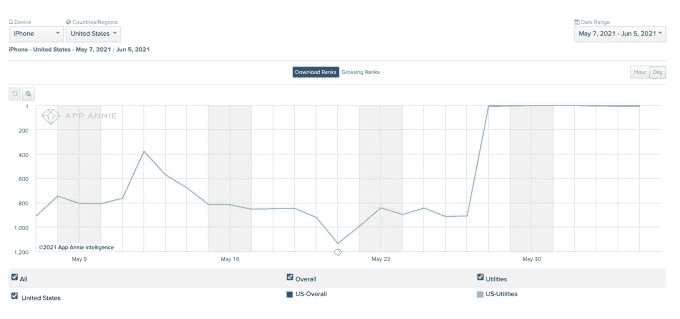 Device
Counties/Regions
Date Range
iPhone
United States
May 7, 2021 - Jun 5, 2021
iPhone - United States - May 7, 2021 - Jun 5, 2021
Download Ranks Grossing Ranks
Hour Day
APP ANNIE
1
200
400
600
800
1,000
1,200
©2021 App Annie Intelligence
May 9 May 16 May 23 May 30
All Overall Utilities
United States US-Overall US-Utilities